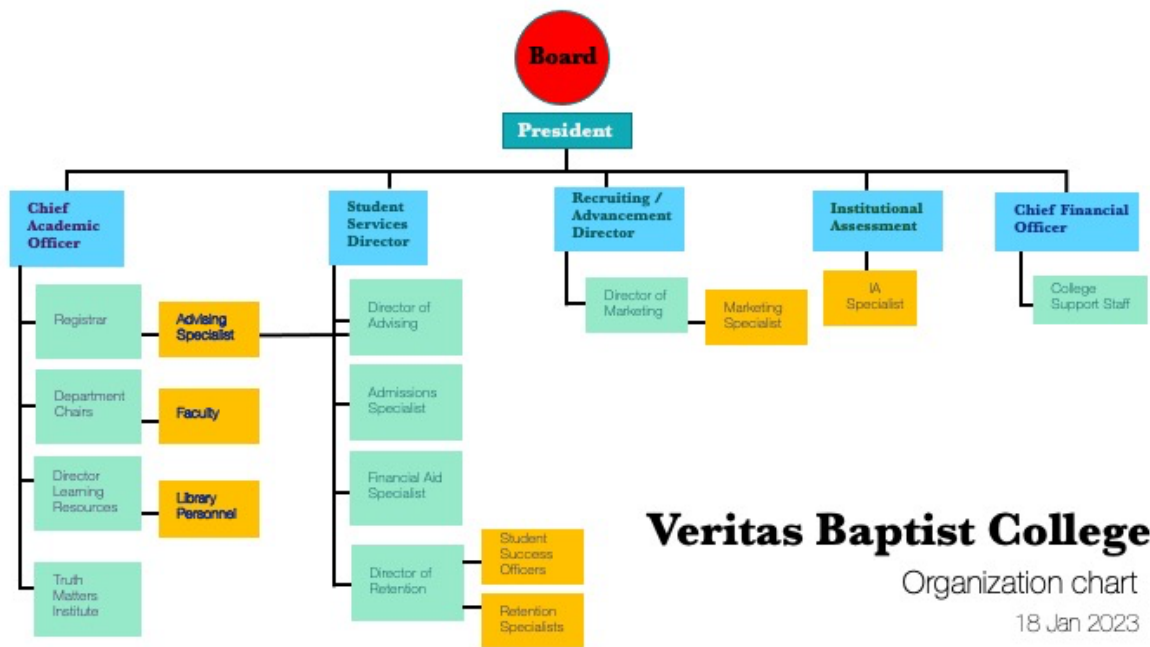 Board
President
Chief
Academic
Officer
Student
Services
Director
Recruiting /
Advancement
Director
Institutional
Assessment
Chief Financial
Officer
Registrar
Advising
Specialist
Department
Chairs
Faculty
Director
Learning
Resources
Library
Personnel
Truth
Matters
Institute
Director of
Advising
Admissions
Specialist
Financial Aid
Specialist
Director of
Retention
Student
Success
Officers
Retention
Specialists
Director of
Marketing
Marketing
Specialist
IA
Specialist
College
Support Staff
Veritas Baptist College
Organization chart
18 Jan 2023